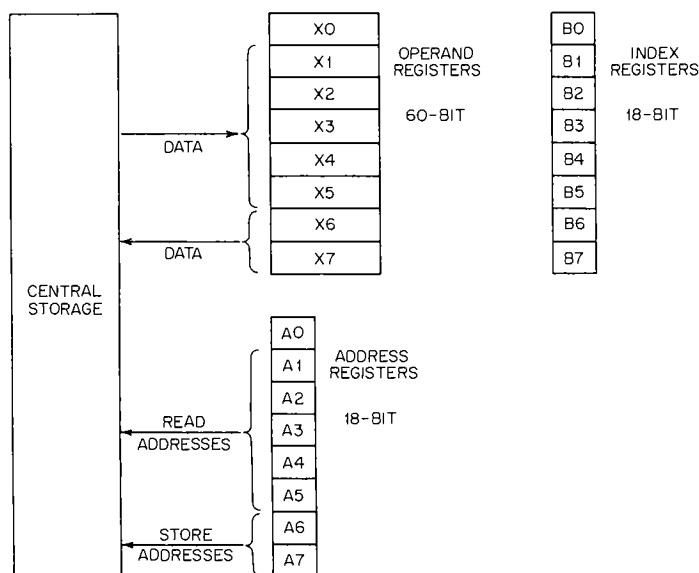 X0
X1
X2
X3
X4
X5
X6
X7
OPERAND
REGISTERS
60-BIT
B0
B1
B2
B3
B4
B5
B6
B7
INDEX
REGISTERS
18-BIT
DATA
DATA
CENTRAL
STORAGE
A0
A1
A2
A3
A4
A5
A6
A7
ADDRESS
REGISTERS
18-BIT
READ
ADDRESSES
STORE
ADDRESSES